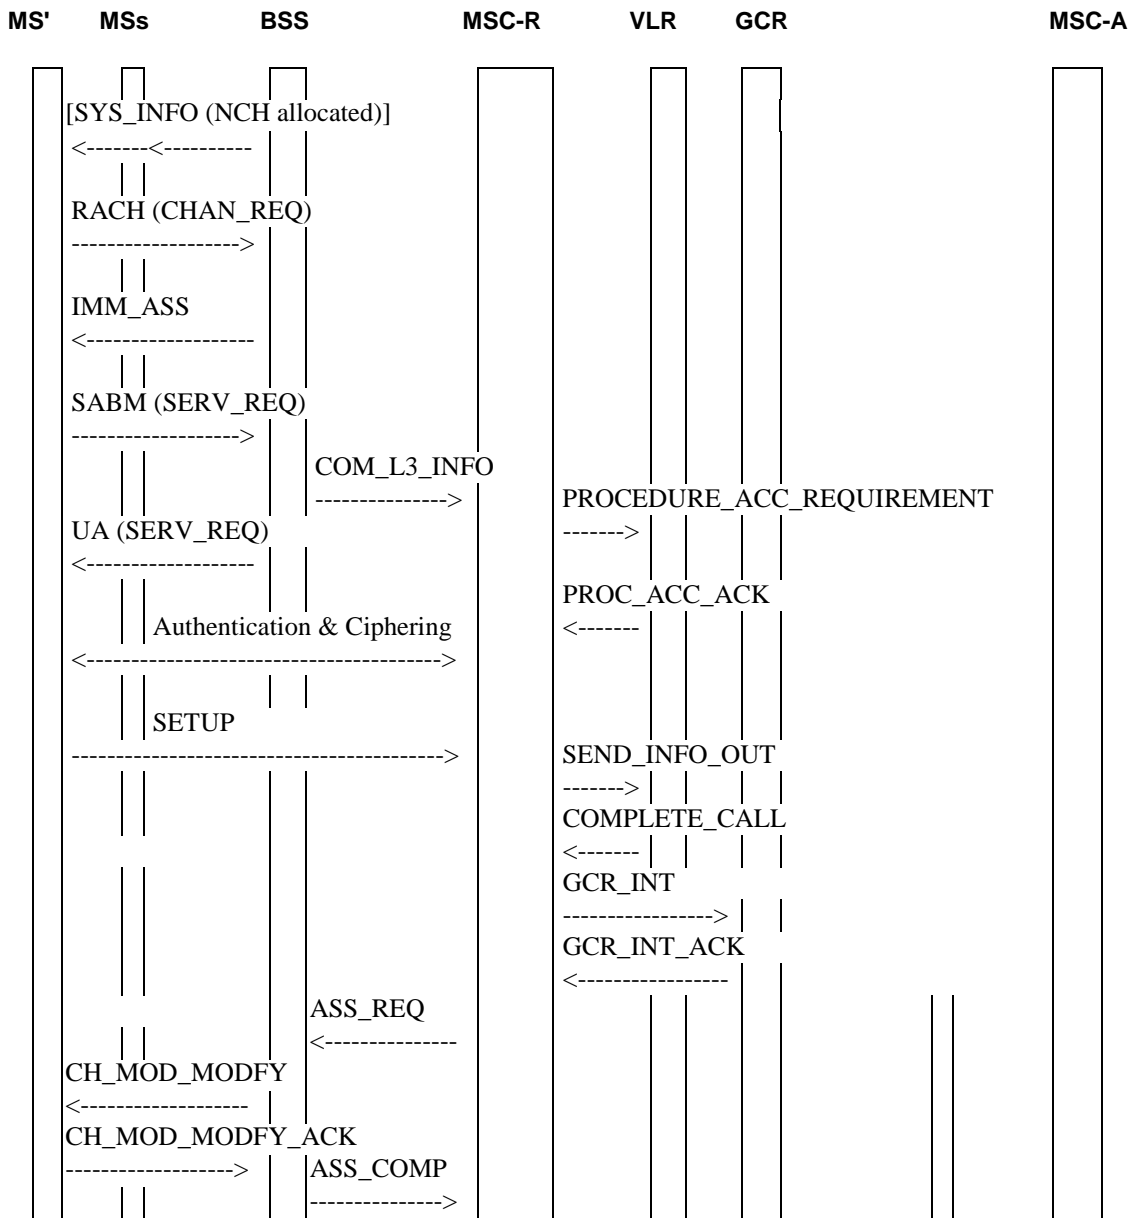 MS' MSs BSS MSC-R VLR GCR MSC-A
[SYS_INFO (NCH allocated)]
<-------<----------
RACH (CHAN_REQ)
------------------->
IMM_ASS
<-------------------
SABM (SERV_REQ)
------------------->
COM_L3_INFO
---------------> PROCEDURE_ACC_REQUIREMENT
UA (SERV_REQ) ------->
<-------------------
PROC_ACC_ACK
Authentication & Ciphering <-------
<---------------------------------------->
SETUP
------------------------------------------> SEND_INFO_OUT
------->
COMPLETE_CALL
<-------
GCR_INT
----------------->
GCR_INT_ACK
<-----------------
ASS_REQ
<---------------
CH_MOD_MODFY
<-------------------
CH_MOD_MODFY_ACK
-------------------> ASS_COMP
--------------->